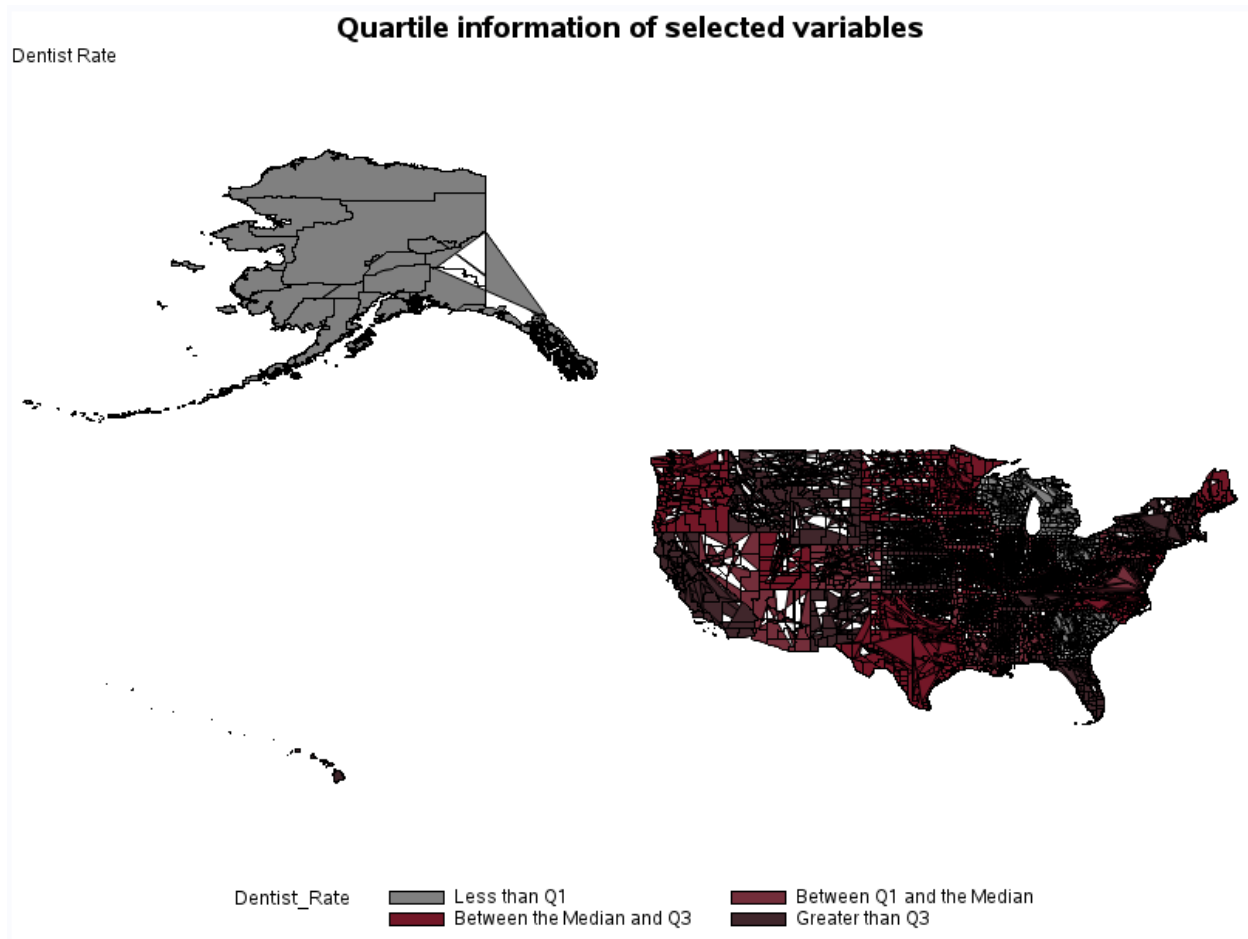 Quartile information of selected variables
Dentist Rate
Dentist_Rate
Less than Q1
Between Q1 and the Median
Between the Median and Q3
Greater than Q3